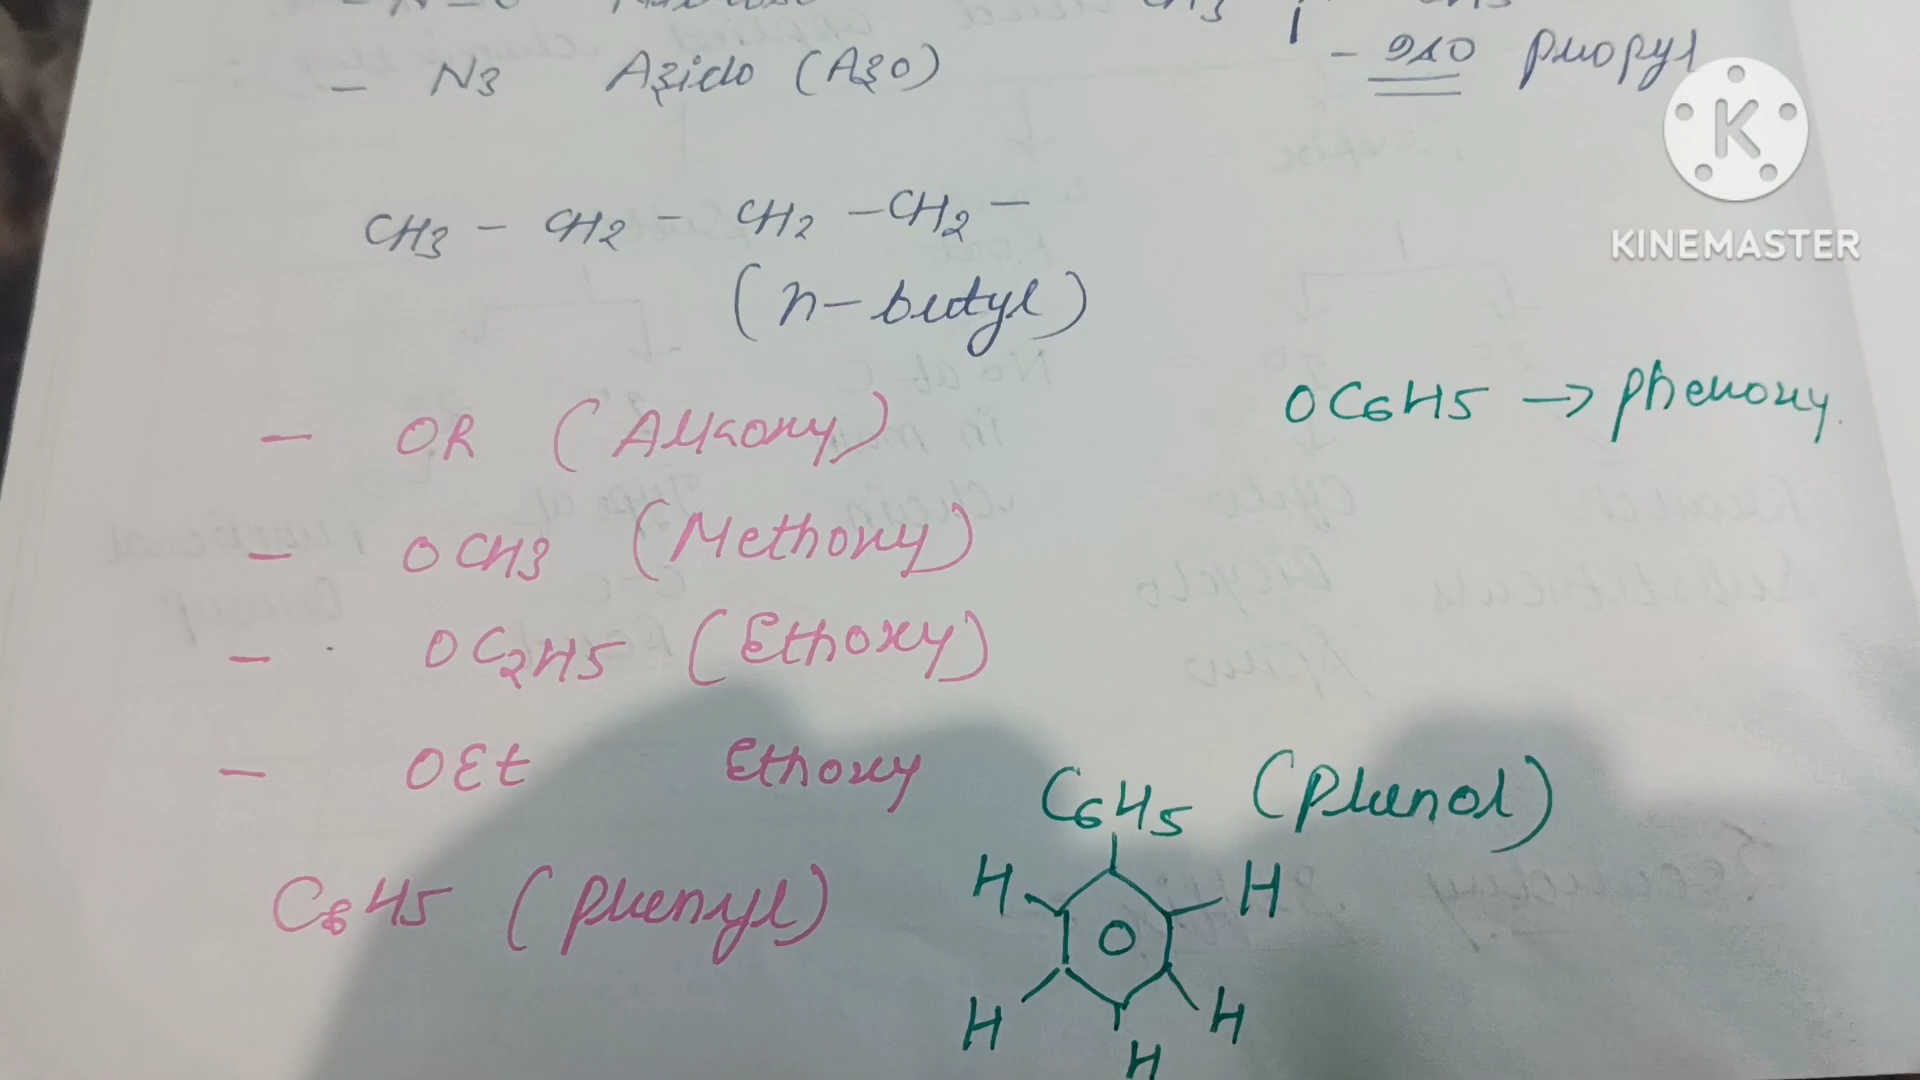 CH3
- N3 Azido (Azo)
- iso propyl
K
KINEMASTER
CH3 - CH2 - CH2 - CH2 -
(n-butyl)
OC6H5 → phenoxy
- OR (Alkoxy)
- OCH3 (Methoxy)
- OC2H5 (Ethoxy)
- OEt Ethoxy
C6H5 (Phenol)
C6H5 (phenyl)
H H
H H
H